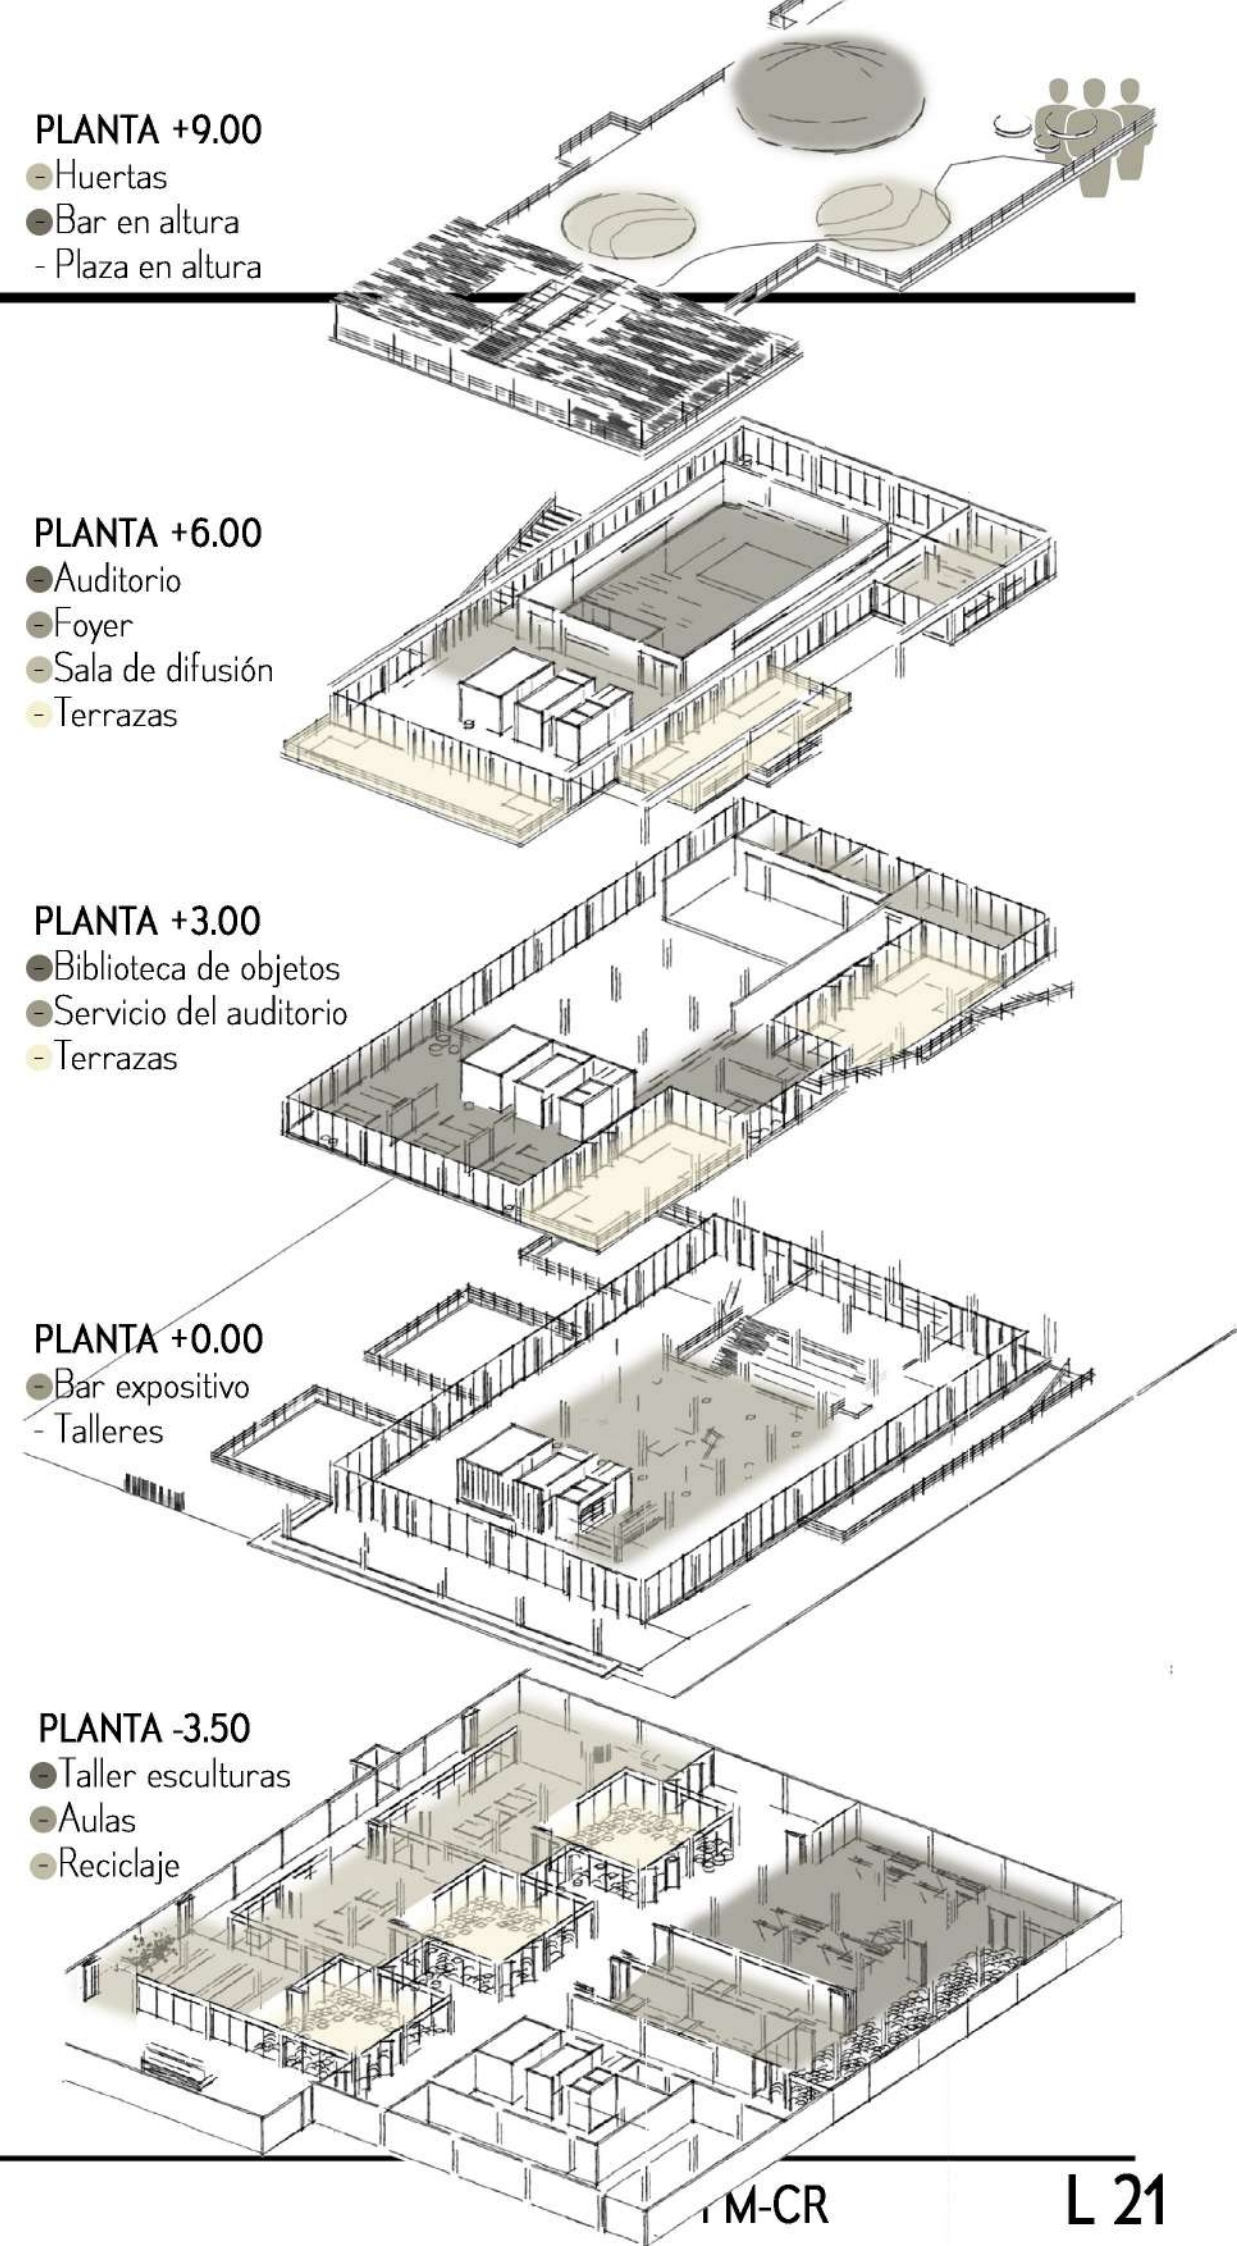 PLANTA +9.00
-Huertas
-Bar en altura
- Plaza en altura
PLANTA +6.00
-Auditorio
-Foyer
-Sala de difusión
-Terrazas
PLANTA +3.00
-Biblioteca de objetos
-Servicio del auditorio
-Terrazas
PLANTA +0.00
-Bar expositivo
- Talleres
PLANTA -3.50
-Taller esculturas
-Aulas
-Reciclaje
M-CR
L 21